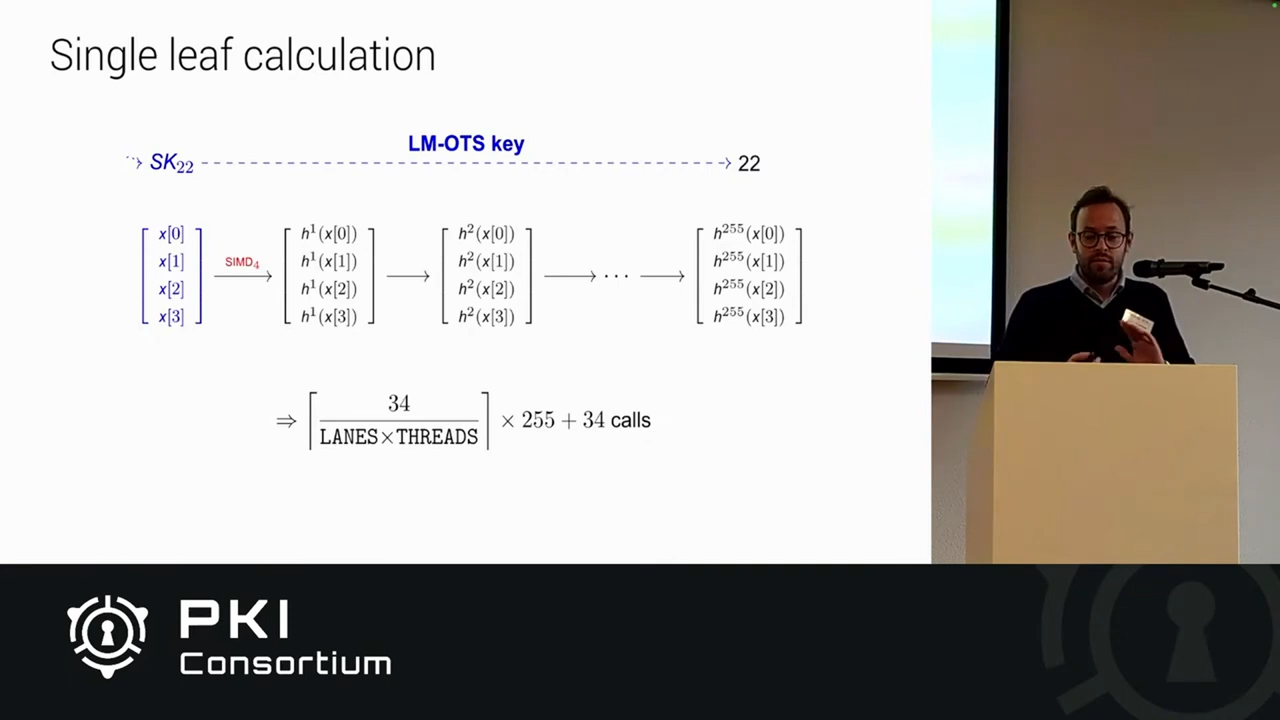 Single leaf calculation
LM-OTS key
SK₂₂ 22
x[0] h¹(x[0]) h²(x[0]) h²⁵⁵(x[0])
x[1] SIMD₄ h¹(x[1]) h²(x[1]) ··· h²⁵⁵(x[1])
x[2] h¹(x[2]) h²(x[2]) h²⁵⁵(x[2])
x[3] h¹(x[3]) h²(x[3]) h²⁵⁵(x[3])
⇒ ⌈ 34 / LANES×THREADS ⌉ × 255 + 34 calls
PKI
Consortium